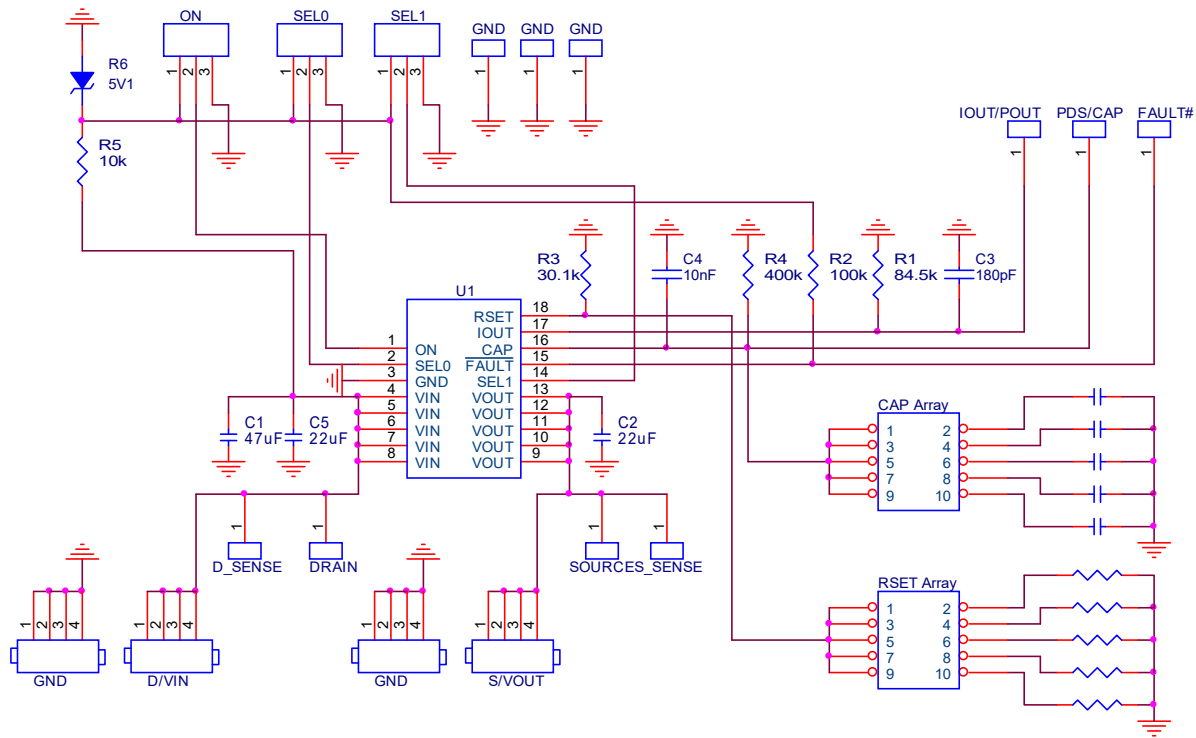 ON
SEL0
SEL1
GND
GND
GND
1
2
3
1
2
3
1
2
3
1
1
1
R6
5V1
IOUT/POUT
PDS/CAP
FAULT#
1
1
1
R5
10k
R3
30.1k
C4
10nF
R4
400k
R2
100k
R1
84.5k
C3
180pF
U1
RSET
18
IOUT
17
1
ON
CAP
16
2
SEL0
FAULT
15
3
GND
SEL1
14
4
VIN
VOUT
13
5
VIN
VOUT
12
6
VIN
VOUT
11
7
VIN
VOUT
10
8
VIN
VOUT
9
C1
47uF
C5
22uF
C2
22uF
CAP Array
1
2
3
4
5
6
7
8
9
10
1
1
1
1
D_SENSE
DRAIN
SOURCES_SENSE
RSET Array
1
2
3
4
5
6
7
8
9
10
1
2
3
4
1
2
3
4
1
2
3
4
1
2
3
4
GND
D/VIN
GND
S/VOUT